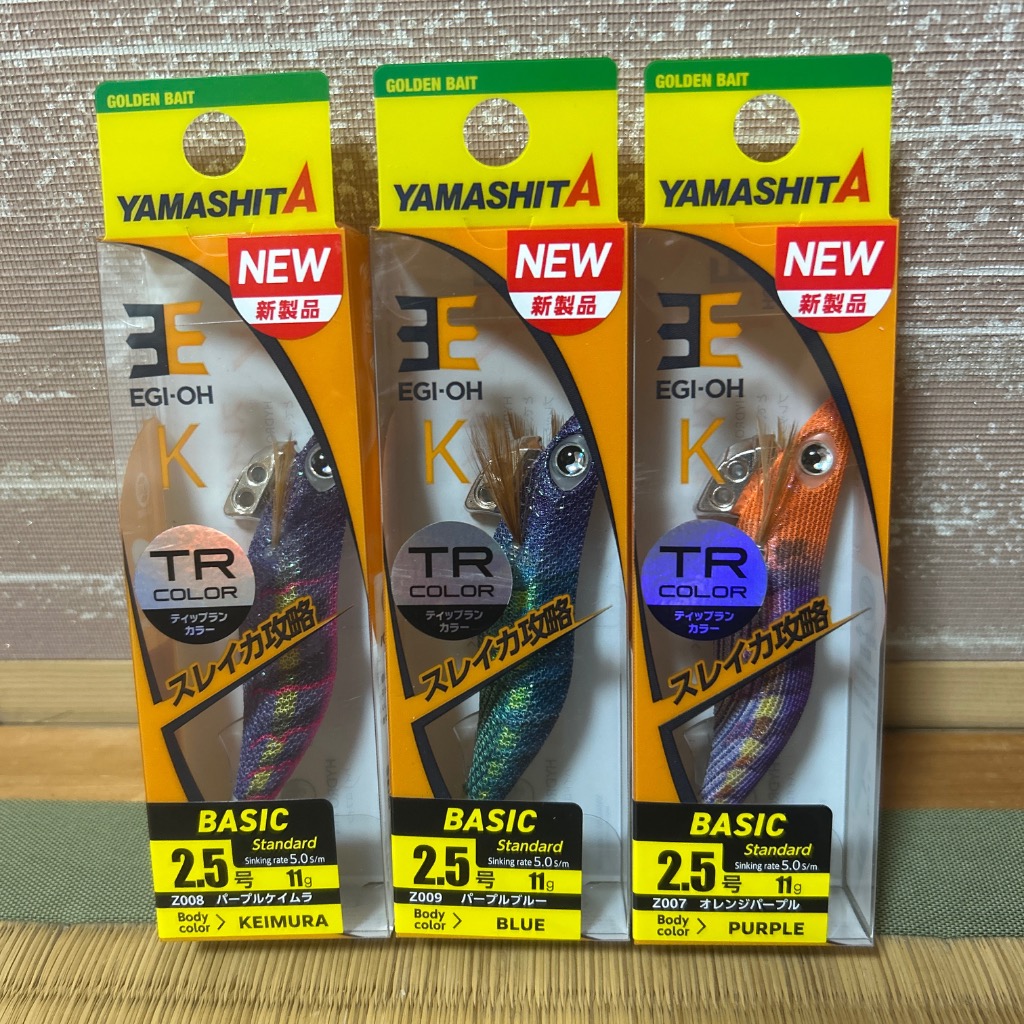 GOLDEN BAIT
YAMASHITA
NEW
新製品
EGI-OH
K
TR
COLOR
ティップラン
カラー
スレイカ攻略
BASIC
Standard
2.5号
Sinking rate 5.0 S/m
11g
Z008 パープルケイムラ
Body color > KEIMURA
GOLDEN BAIT
YAMASHITA
NEW
新製品
EGI-OH
K
TR
COLOR
ティップラン
カラー
スレイカ攻略
BASIC
Standard
2.5号
Sinking rate 5.0 S/m
11g
Z009 パープルブルー
Body color > BLUE
GOLDEN BAIT
YAMASHITA
NEW
新製品
EGI-OH
K
TR
COLOR
ティップラン
カラー
スレイカ攻略
BASIC
Standard
2.5号
Sinking rate 5.0 S/m
11g
Z007 オレンジパープル
Body color > PURPLE